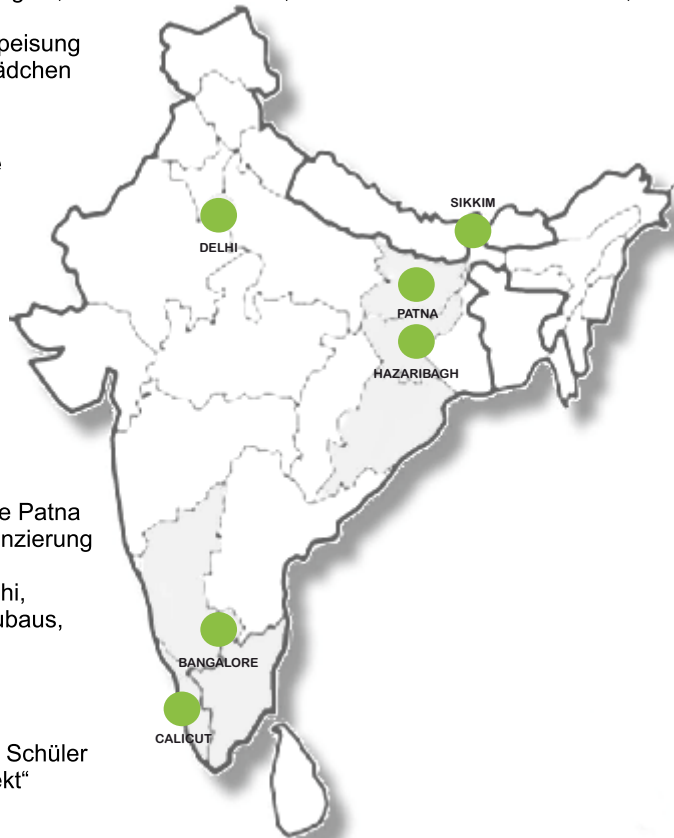 peisung
ädchen
SIKKIM
DELHI
PATNA
HAZARIBAGH
e Patna
nzierung
hi,
ubaus,
BANGALORE
CALICUT
Schüler
ekt“